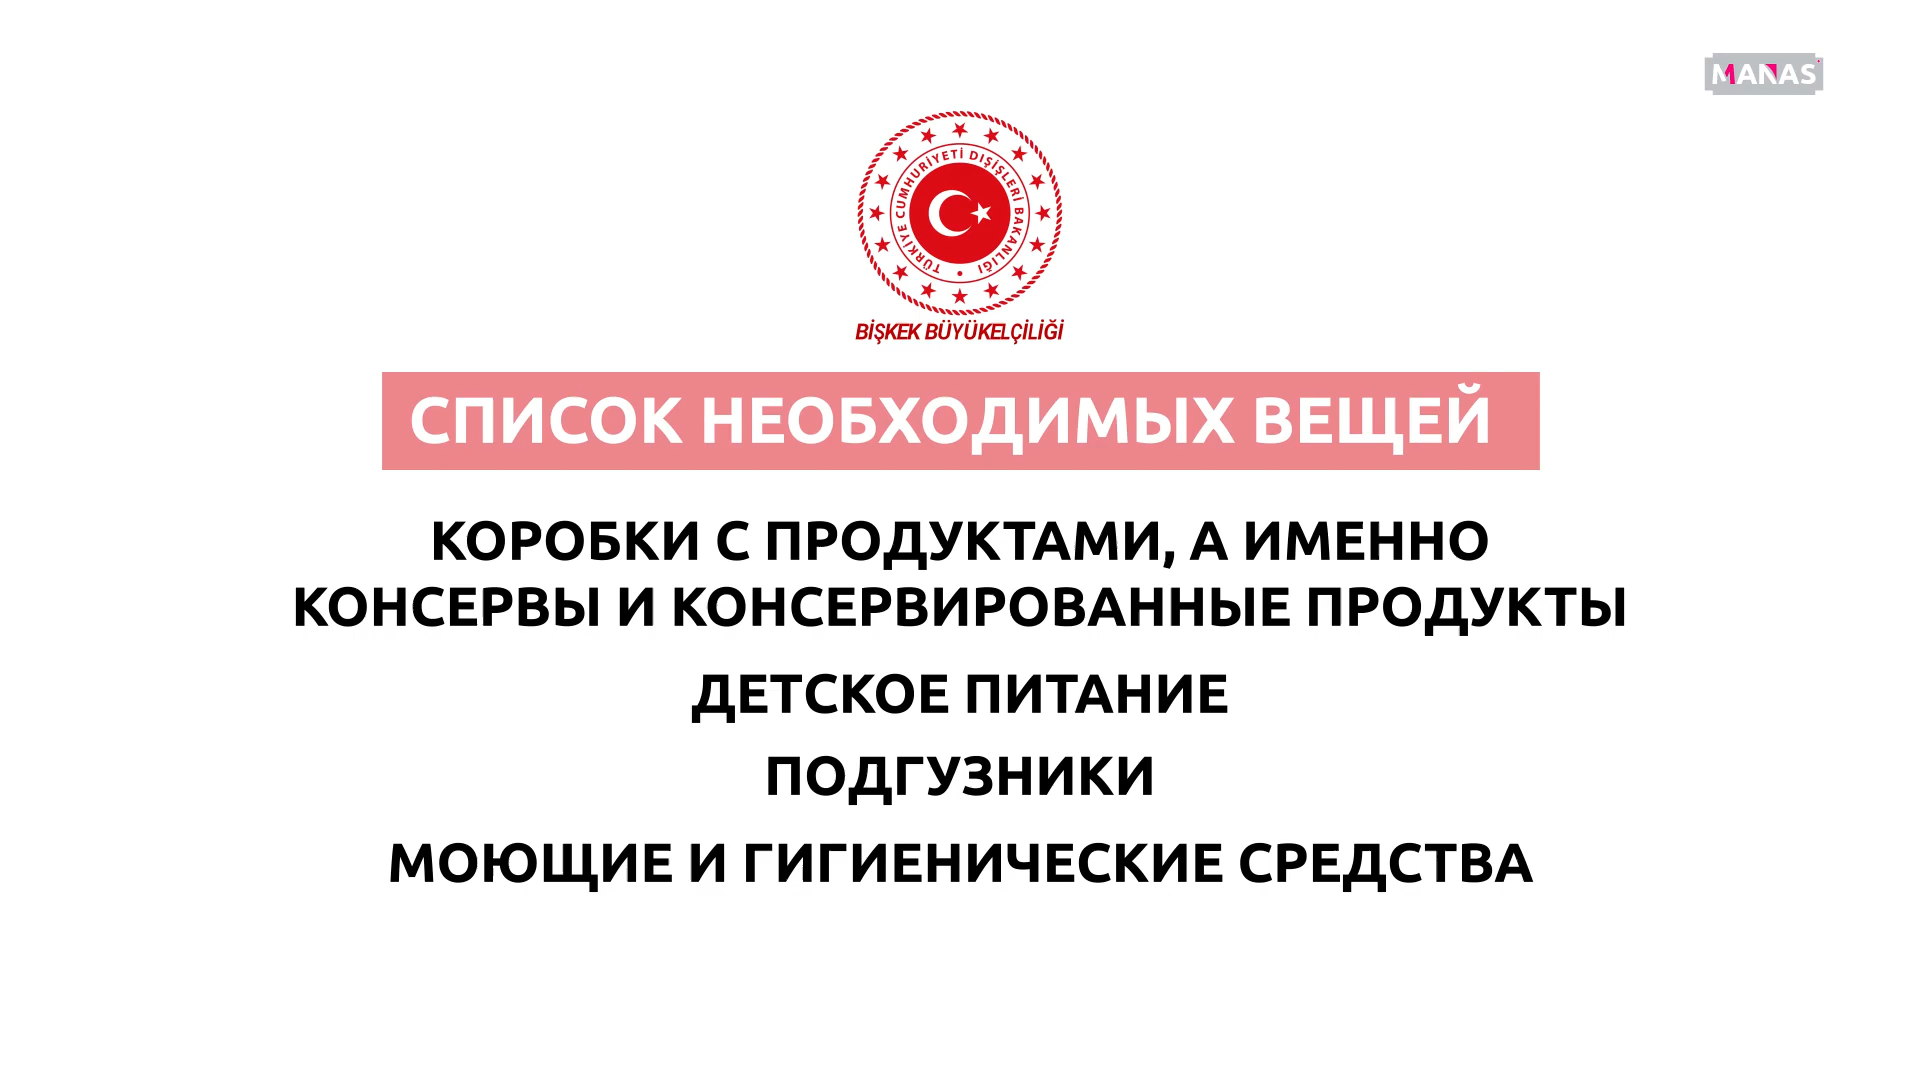 MANAS
TÜRKİYE CUMHURİYETİ DIŞİŞLERİ BAKANLIĞI
BİŞKEK BÜYÜKELÇİLİĞİ
СПИСОК НЕОБХОДИМЫХ ВЕЩЕЙ
КОРОБКИ С ПРОДУКТАМИ, А ИМЕННО
КОНСЕРВЫ И КОНСЕРВИРОВАННЫЕ ПРОДУКТЫ
ДЕТСКОЕ ПИТАНИЕ
ПОДГУЗНИКИ
МОЮЩИЕ И ГИГИЕНИЧЕСКИЕ СРЕДСТВА